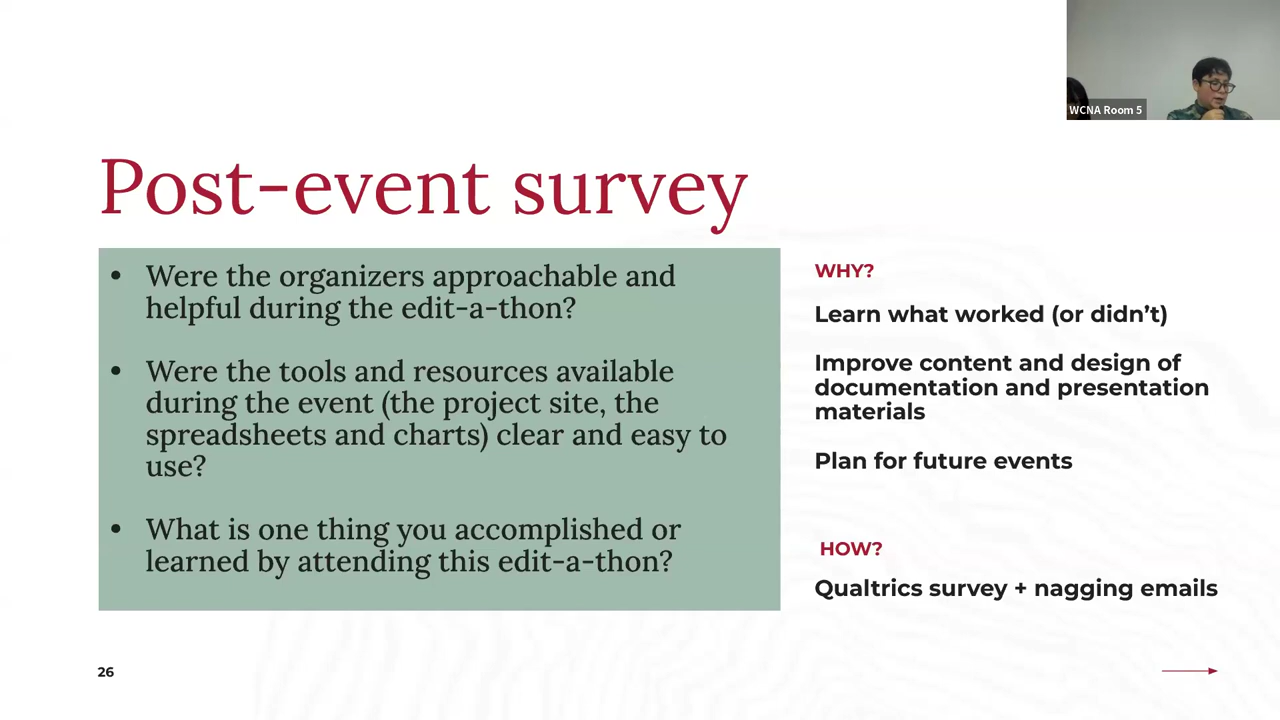 WCNA Room 5
Post-event survey
• Were the organizers approachable and
helpful during the edit-a-thon?
• Were the tools and resources available
during the event (the project site, the
spreadsheets and charts) clear and easy to
use?
• What is one thing you accomplished or
learned by attending this edit-a-thon?
WHY?
Learn what worked (or didn’t)
Improve content and design of
documentation and presentation
materials
Plan for future events
HOW?
Qualtrics survey + nagging emails
26